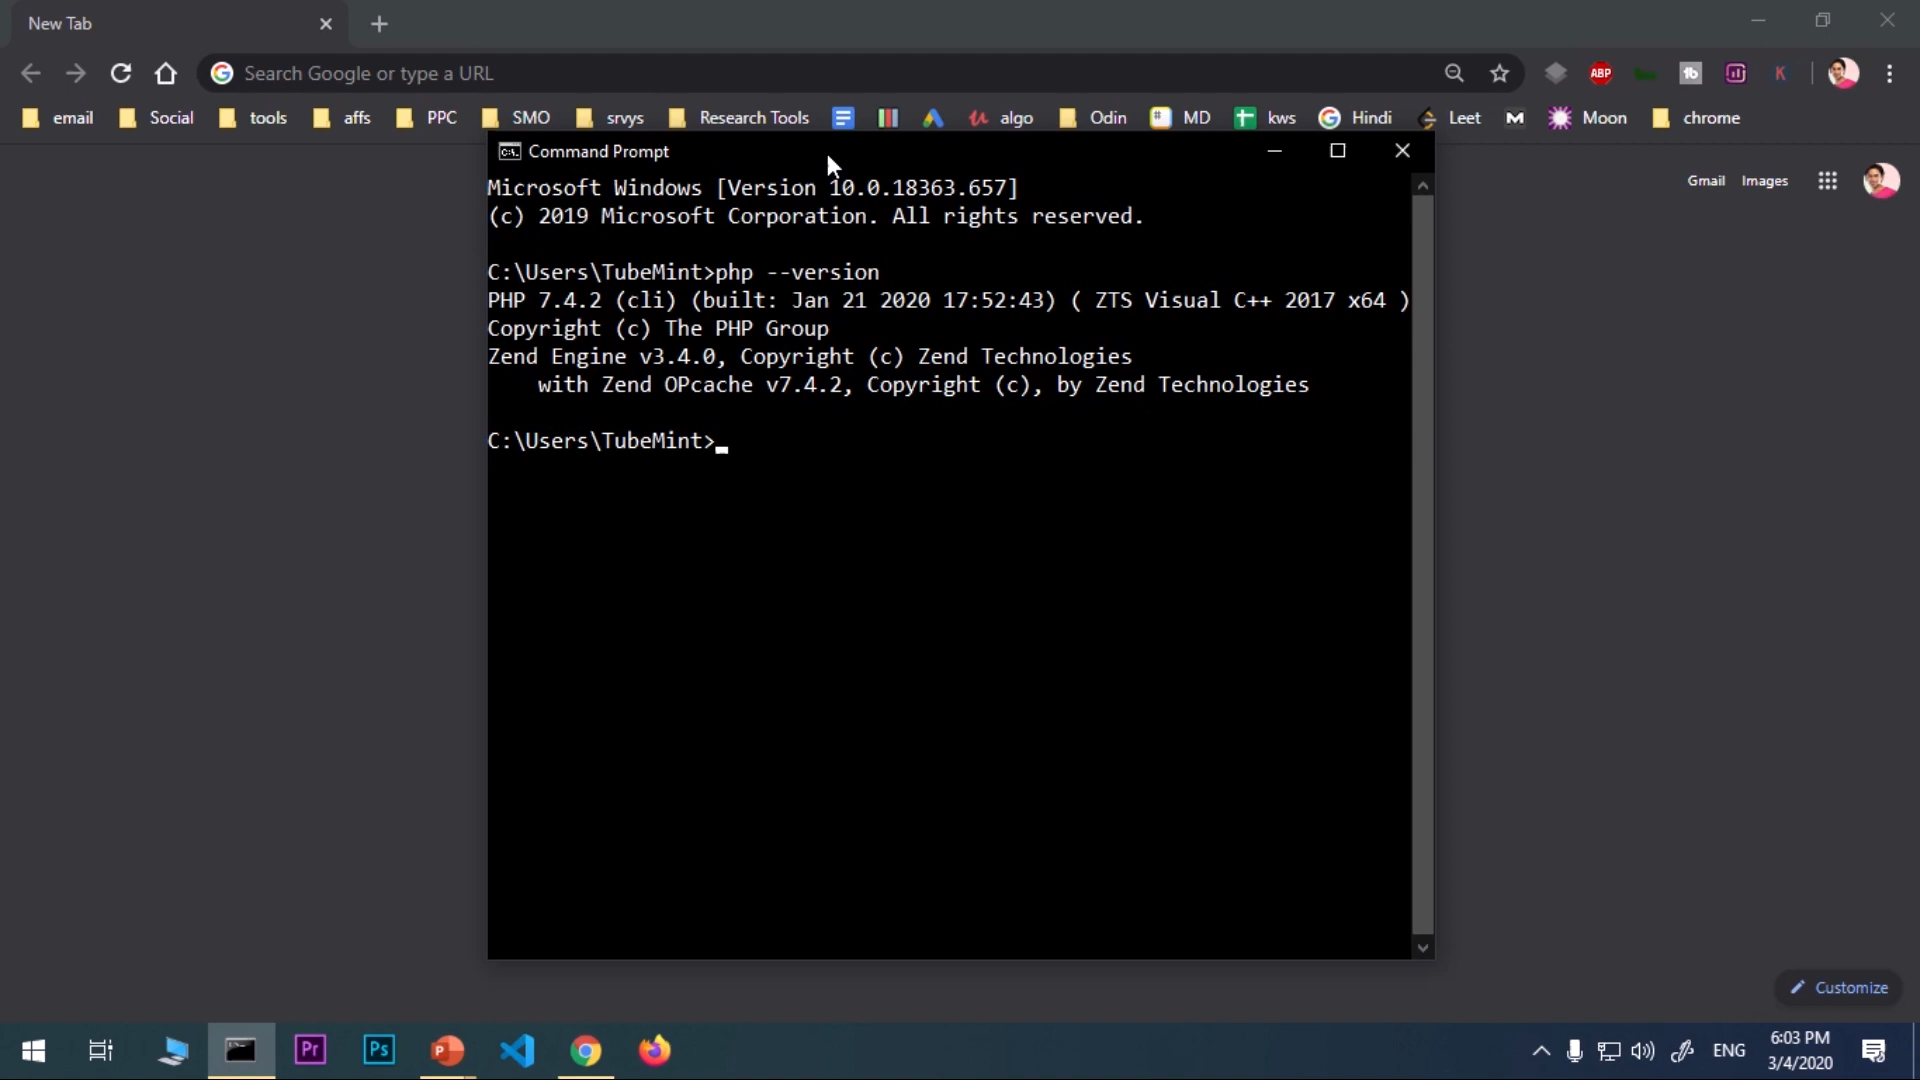 New Tab
Search Google or type a URL
ABP
K
email Social tools affs PPC SMO srvys Research Tools algo Odin MD kws Hindi Leet Moon chrome
Command Prompt
Gmail Images
Microsoft Windows [Version 10.0.18363.657]
(c) 2019 Microsoft Corporation. All rights reserved.
C:\Users\TubeMint>php --version
PHP 7.4.2 (cli) (built: Jan 21 2020 17:52:43) ( ZTS Visual C++ 2017 x64 )
Copyright (c) The PHP Group
Zend Engine v3.4.0, Copyright (c) Zend Technologies
with Zend OPcache v7.4.2, Copyright (c), by Zend Technologies
C:\Users\TubeMint>
Customize
Pr Ps P
ENG
6:03 PM
3/4/2020